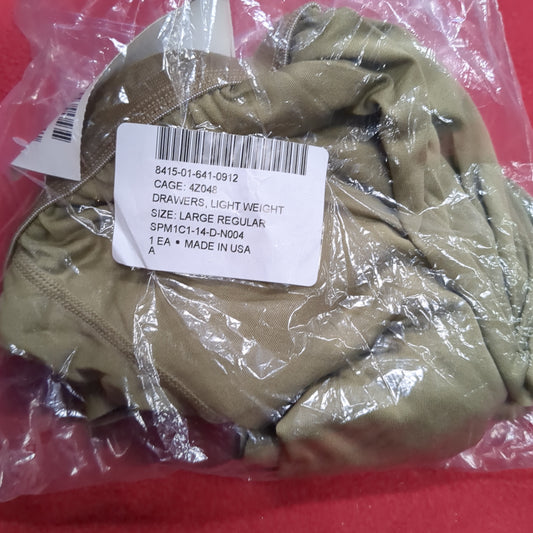 8415-01-641-0912
CAGE: 4Z048
DRAWERS, LIGHT WEIGHT
SIZE: LARGE REGULAR
SPM1C1-14-D-N004
1 EA • MADE IN USA
A